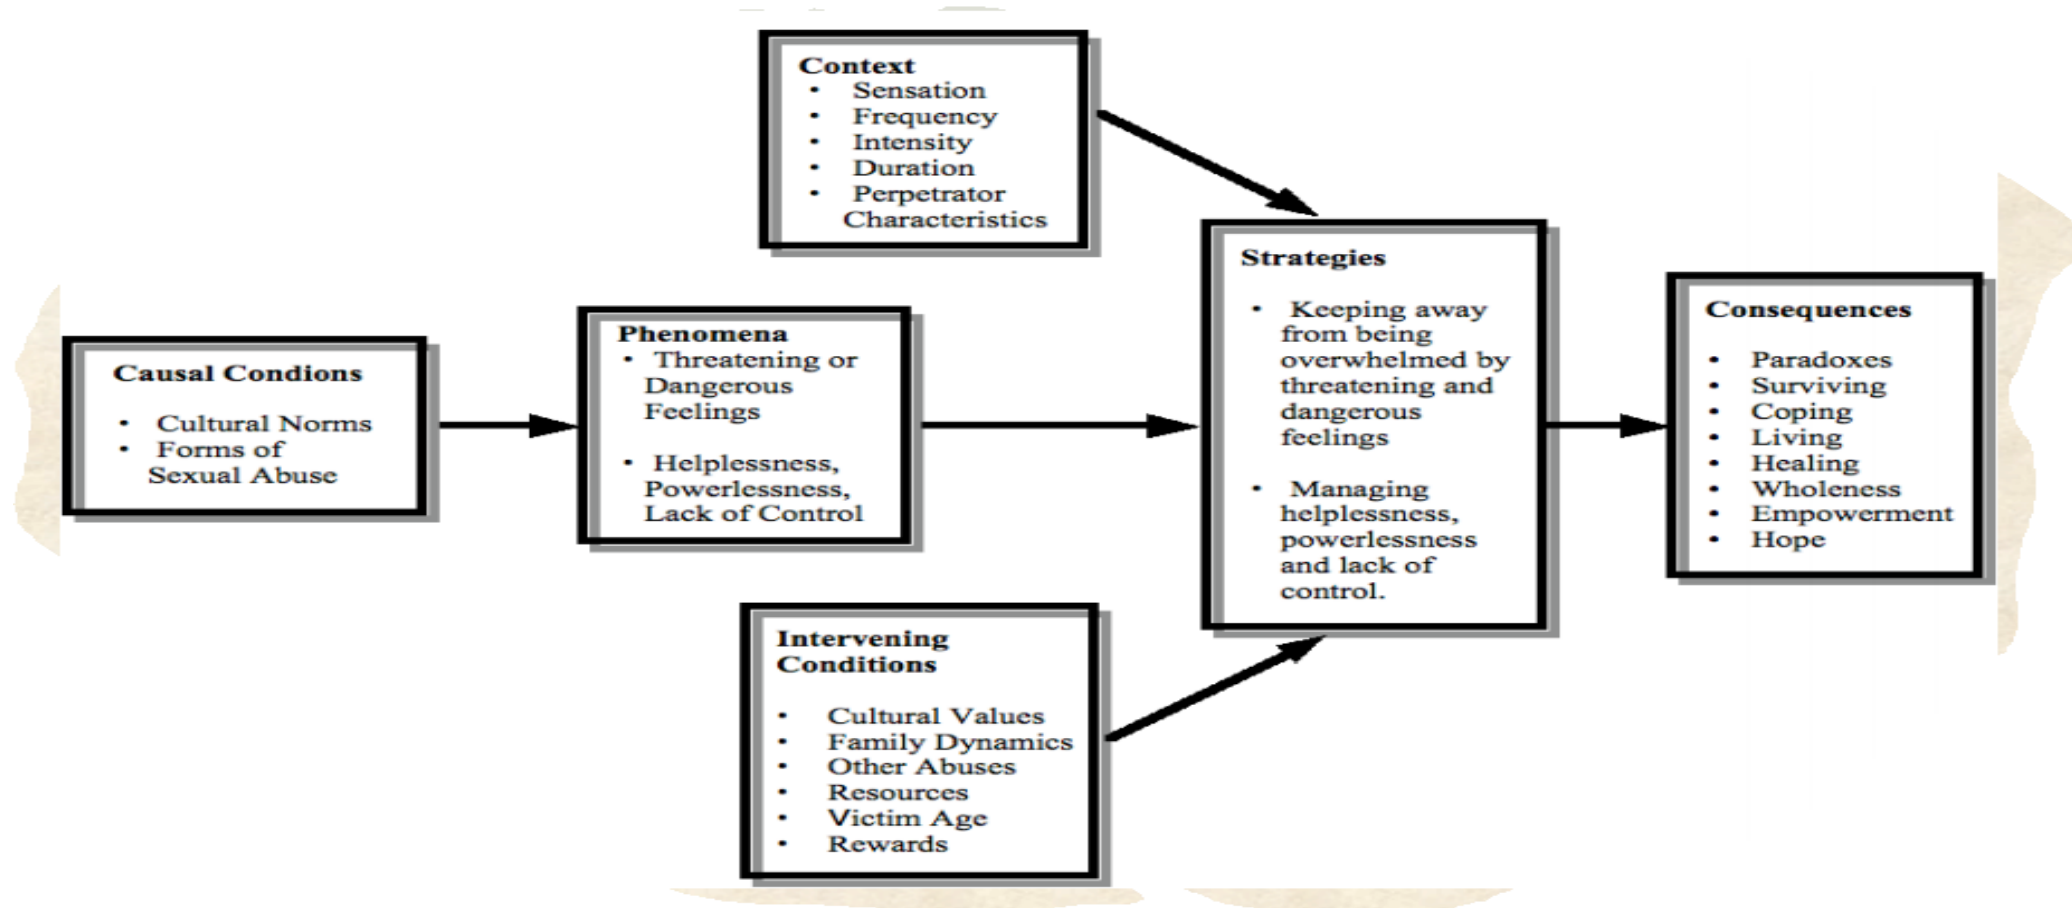 Context
• Sensation
• Frequency
• Intensity
• Duration
• Perpetrator
Characteristics
Causal Condions
• Cultural Norms
• Forms of
Sexual Abuse
Phenomena
• Threatening or
Dangerous
Feelings
• Helplessness,
Powerlessness,
Lack of Control
Intervening
Conditions
• Cultural Values
• Family Dynamics
• Other Abuses
• Resources
• Victim Age
• Rewards
Strategies
• Keeping away
from being
overwhelmed by
threatening and
dangerous
feelings
• Managing
helplessness,
powerlessness
and lack of
control.
Consequences
• Paradoxes
• Surviving
• Coping
• Living
• Healing
• Wholeness
• Empowerment
• Hope